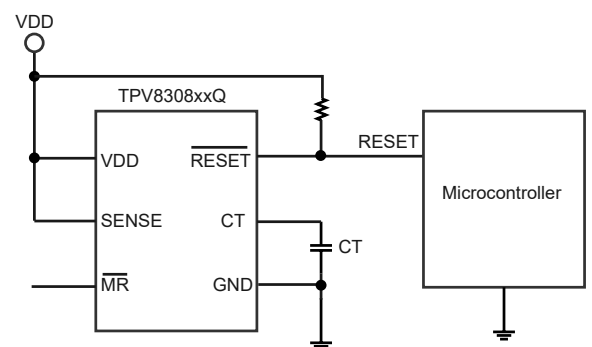 VDD
TPV8308xxQ
VDD
RESET
RESET
Microcontroller
SENSE
CT
CT
MR
GND